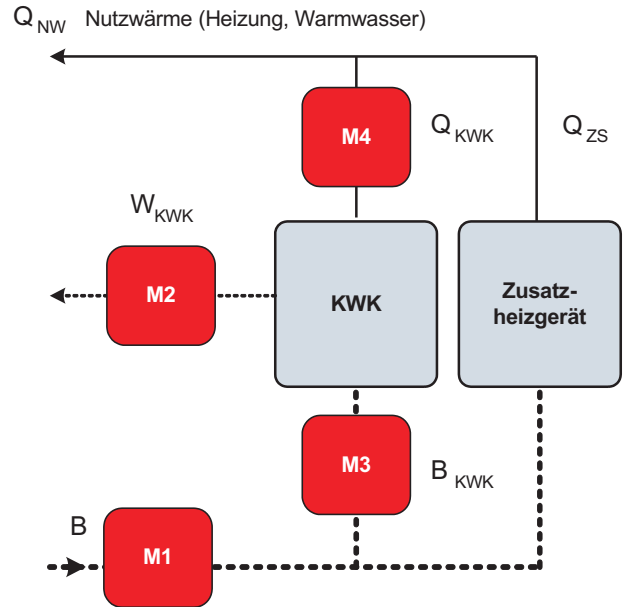 Q NW Nutzwärme (Heizung, Warmwasser)
M4
Q KWK
Q ZS
W KWK
M2
KWK
Zusatz-
heizgerät
M3
B KWK
B
M1